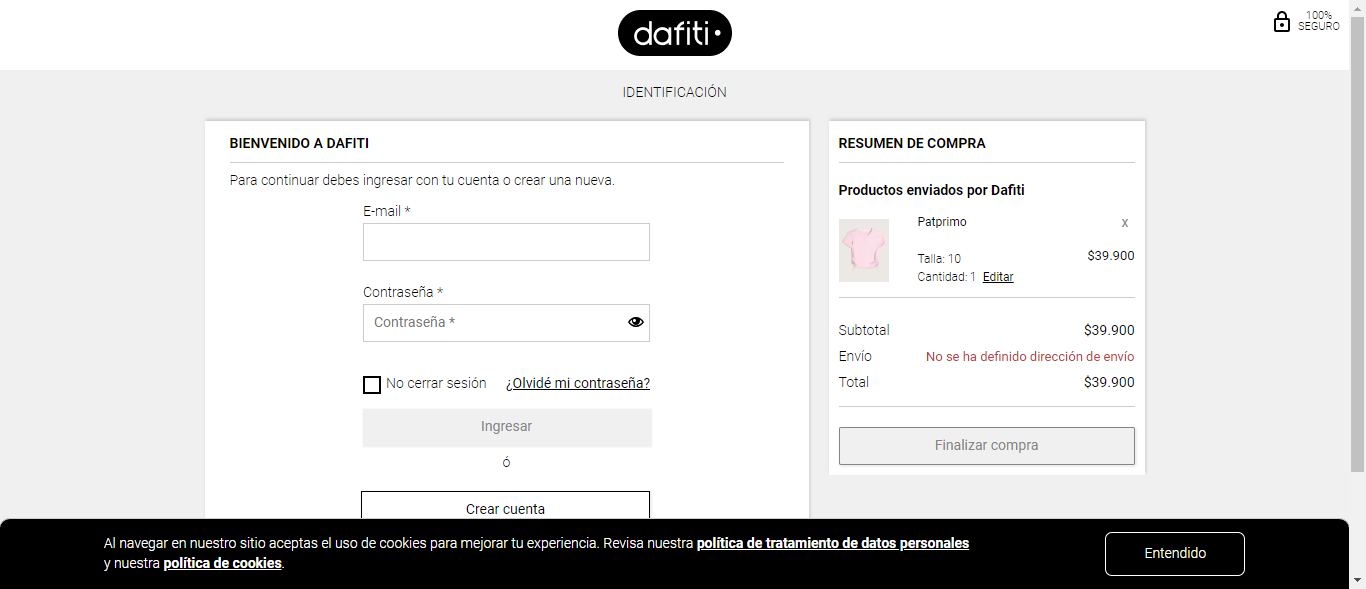 dafiti
100%
SEGURO
IDENTIFICACIÓN
BIENVENIDO A DAFITI
Para continuar debes ingresar con tu cuenta o crear una nueva.
E-mail *
Contraseña *
Contraseña *
No cerrar sesión ¿Olvidé mi contraseña?
Ingresar
ó
Crear cuenta
RESUMEN DE COMPRA
Productos enviados por Dafiti
Patprimo x
Talla: 10 $39.900
Cantidad: 1 Editar
Subtotal $39.900
Envío No se ha definido dirección de envío
Total $39.900
Finalizar compra
Al navegar en nuestro sitio aceptas el uso de cookies para mejorar tu experiencia. Revisa nuestra política de tratamiento de datos personales
y nuestra política de cookies.
Entendido